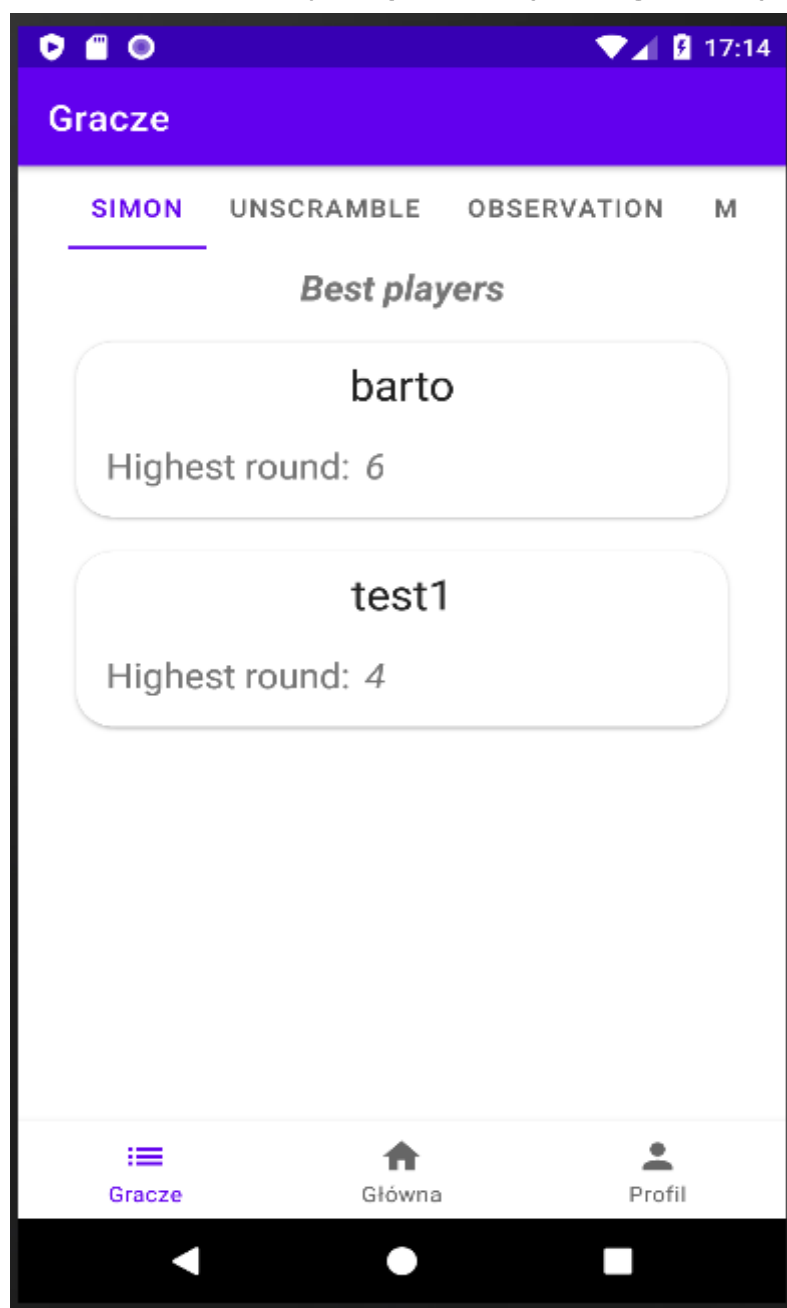 17:14
Gracze
SIMON UNSCRAMBLE OBSERVATION M
Best players
barto
Highest round: 6
test1
Highest round: 4
Gracze Główna Profil